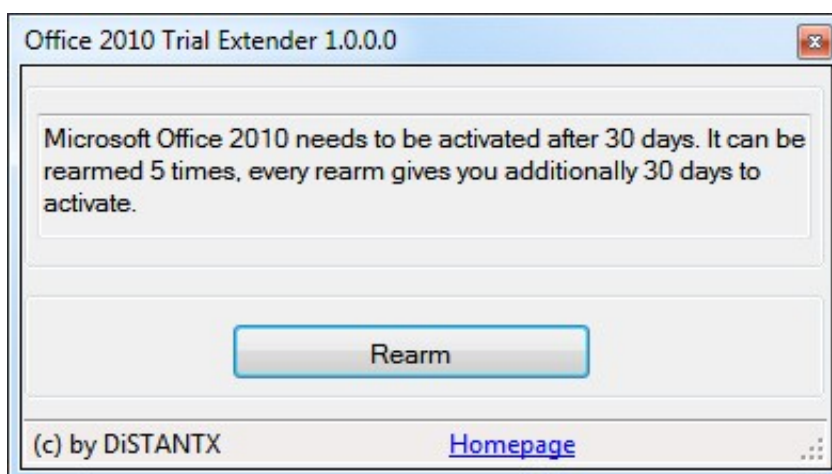 Office 2010 Trial Extender 1.0.0.0
Microsoft Office 2010 needs to be activated after 30 days. It can be
rearmed 5 times, every rearm gives you additionally 30 days to
activate.
Rearm
(c) by DiSTANTX Homepage